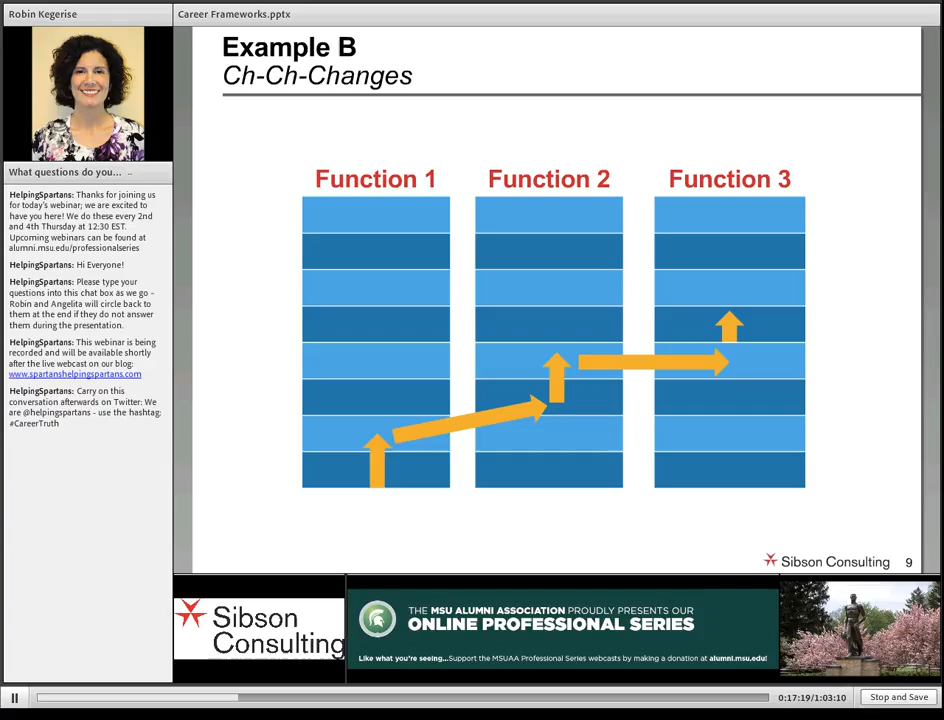 Robin Kegerise
Career Frameworks.pptx
Example B
Ch-Ch-Changes
What questions do you... ..
HelpingSpartans: Thanks for joining us
for today's webinar; we are excited to
have you here! We do these every 2nd
and 4th Thursday at 12:30 EST.
Upcoming webinars can be found at
alumni.msu.edu/professionalseries
HelpingSpartans: Hi Everyone!
HelpingSpartans: Please type your
questions into this chat box as we go -
Robin and Angelita will circle back to
them at the end if they do not answer
them during the presentation.
HelpingSpartans: This webinar is being
recorded and will be available shortly
after the live webcast on our blog:
www.spartanshelpingspartans.com
HelpingSpartans: Carry on this
conversation afterwards on Twitter: We
are @helpingspartans - use the hashtag:
#CareerTruth
Function 1
Function 2
Function 3
Sibson Consulting 9
Sibson
Consulting
THE MSU ALUMNI ASSOCIATION PROUDLY PRESENTS OUR
ONLINE PROFESSIONAL SERIES
Like what you're seeing...Support the MSUAA Professional Series webcasts by making a donation at alumni.msu.edu!
0:17:19/1:03:10
Stop and Save